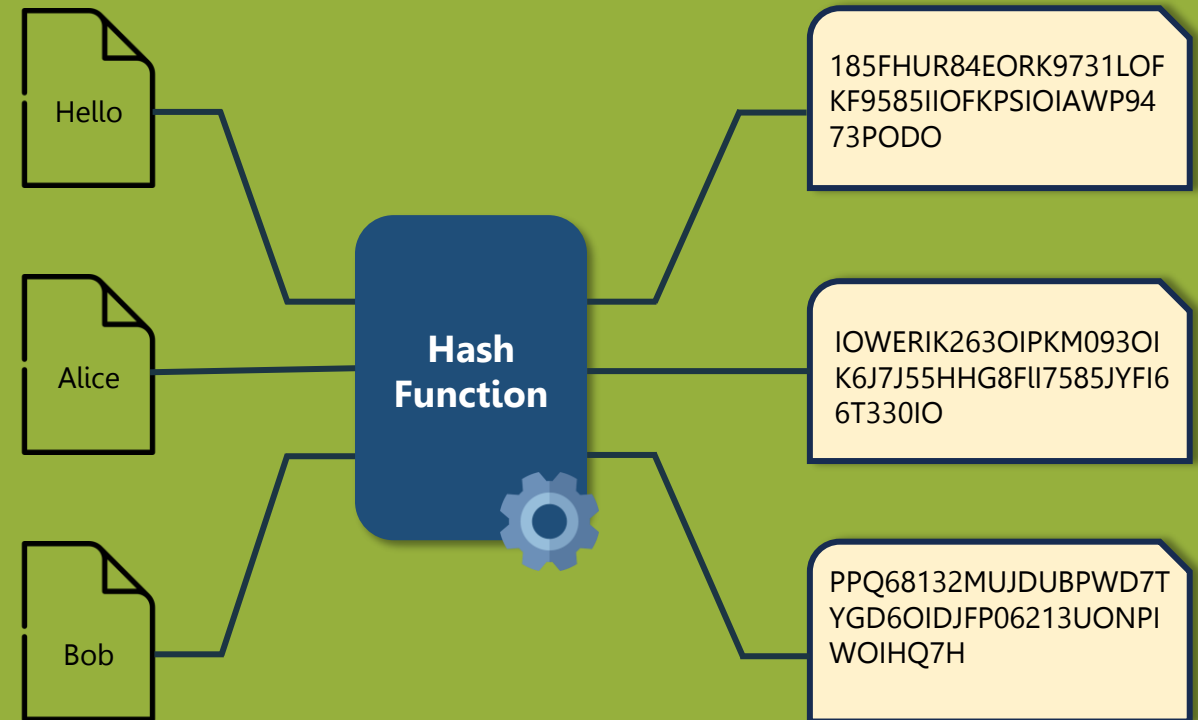 Hello
185FHUR84EORK9731LOF
KF9585IIOFKPSIOIAWP94
73PODO
Alice
Hash
Function
IOWERIK263OIPKM093OI
K6J7J55HHG8FlI7585JYFI6
6T330IO
Bob
PPQ68132MUJDUBPWD7T
YGD6OIDJFP06213UONPI
WOIHQ7H